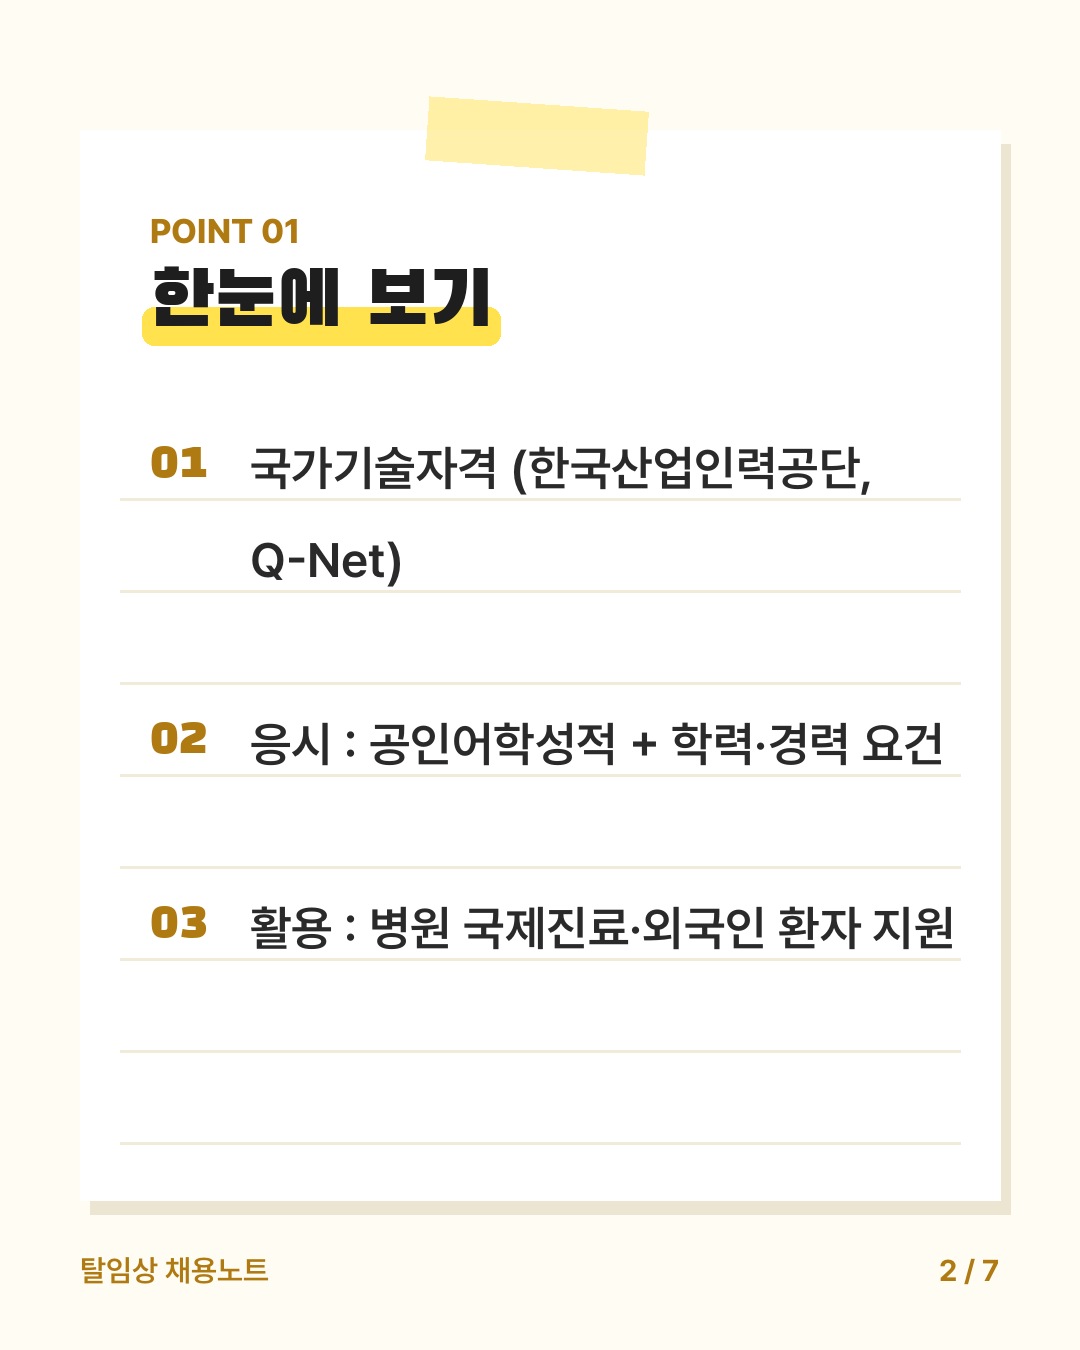 POINT 01
한눈에 보기
01 국가기술자격 (한국산업인력공단,
Q-Net)
02 응시 : 공인어학성적 + 학력·경력 요건
03 활용 : 병원 국제진료·외국인 환자 지원
탈임상 채용노트
2 / 7